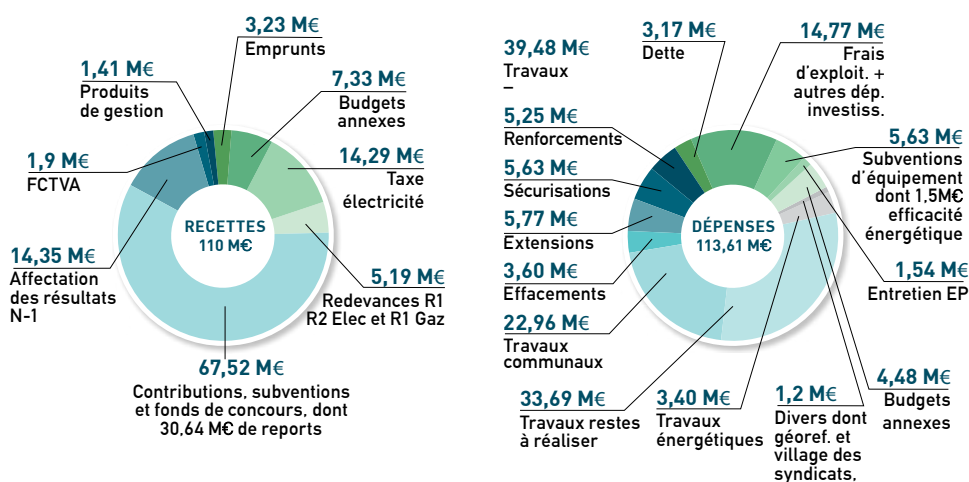 3,23 M€
Emprunts
1,41 M€
Produits
de gestion
7,33 M€
Budgets
annexes
1,9 M€
FCTVA
14,29 M€
Taxe
électricité
RECETTES
110 M€
14,35 M€
Affectation
des résultats
N-1
5,19 M€
Redevances R1
R2 Elec et R1 Gaz
67,52 M€
Contributions, subventions
et fonds de concours, dont
30,64 M€ de reports
39,48 M€
Travaux
–
3,17 M€
Dette
14,77 M€
Frais
d'exploit. +
autres dép.
investiss.
5,25 M€
Renforcements
5,63 M€
Sécurisations
5,63 M€
Subventions
d'équipement
dont 1,5M€
efficacité
énergétique
DÉPENSES
113,61 M€
5,77 M€
Extensions
3,60 M€
Effacements
1,54 M€
Entretien EP
22,96 M€
Travaux
communaux
33,69 M€
Travaux restes
à réaliser
3,40 M€
Travaux
énergétiques
1,2 M€
Divers dont
géoref. et
village des
syndicats,
4,48 M€
Budgets
annexes